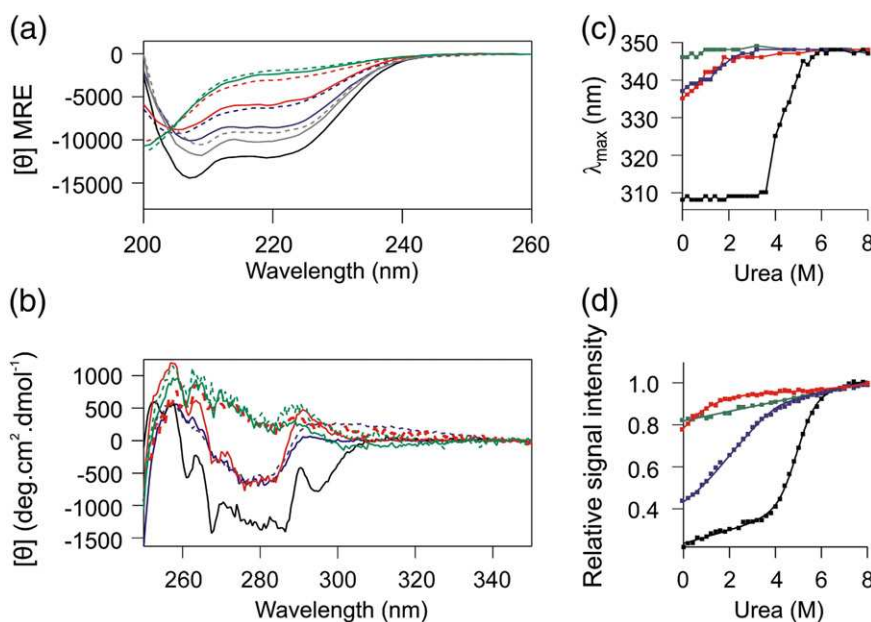 (a)
[θ] MRE
0
-5000
-10000
-15000
200 220 240 260
Wavelength (nm)
(b)
[θ] (deg.cm².dmol⁻¹)
1000
500
0
-500
-1000
-1500
260 280 300 320 340
Wavelength (nm)
(c)
λmax (nm)
350
340
330
320
310
0 2 4 6 8
Urea (M)
(d)
Relative signal intensity
1.0
0.8
0.6
0.4
0 2 4 6 8
Urea (M)